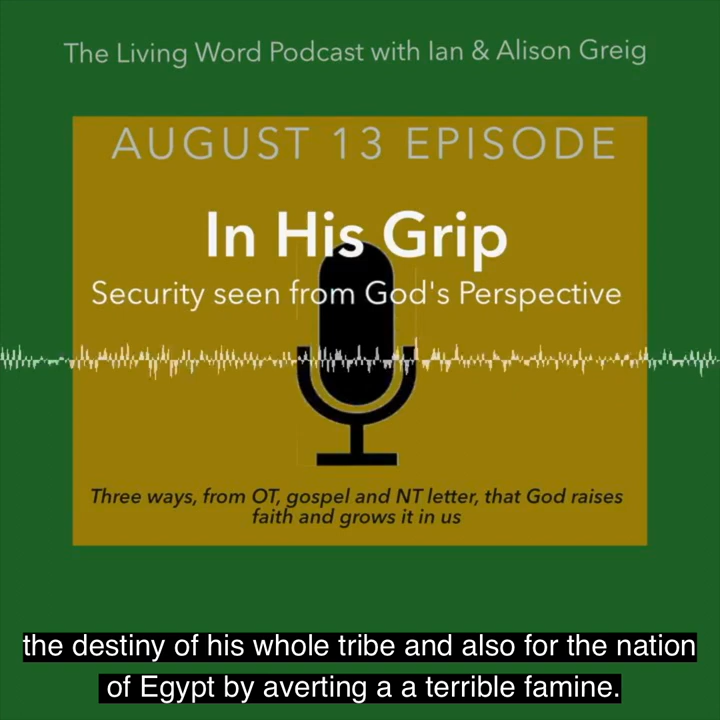 The Living Word Podcast with Ian & Alison Greig
AUGUST 13 EPISODE
In His Grip
Security seen from God's Perspective
Three ways, from OT, gospel and NT letter, that God raises
faith and grows it in us
the destiny of his whole tribe and also for the nation
of Egypt by averting a a terrible famine.